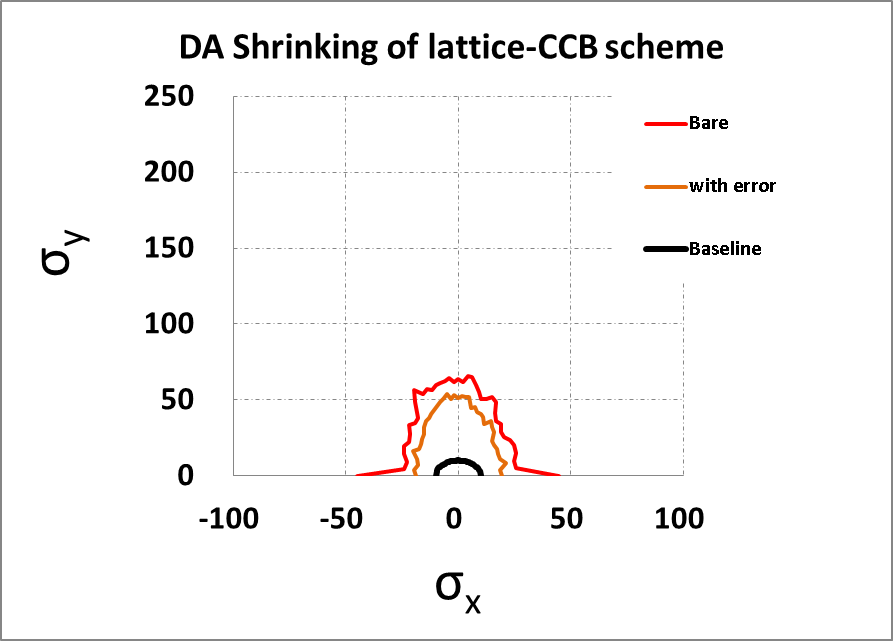 DA Shrinking of lattice-CCB scheme
250
200
150
100
50
0
-100 -50 0 50 100
σy
σx
Bare
with error
Baseline